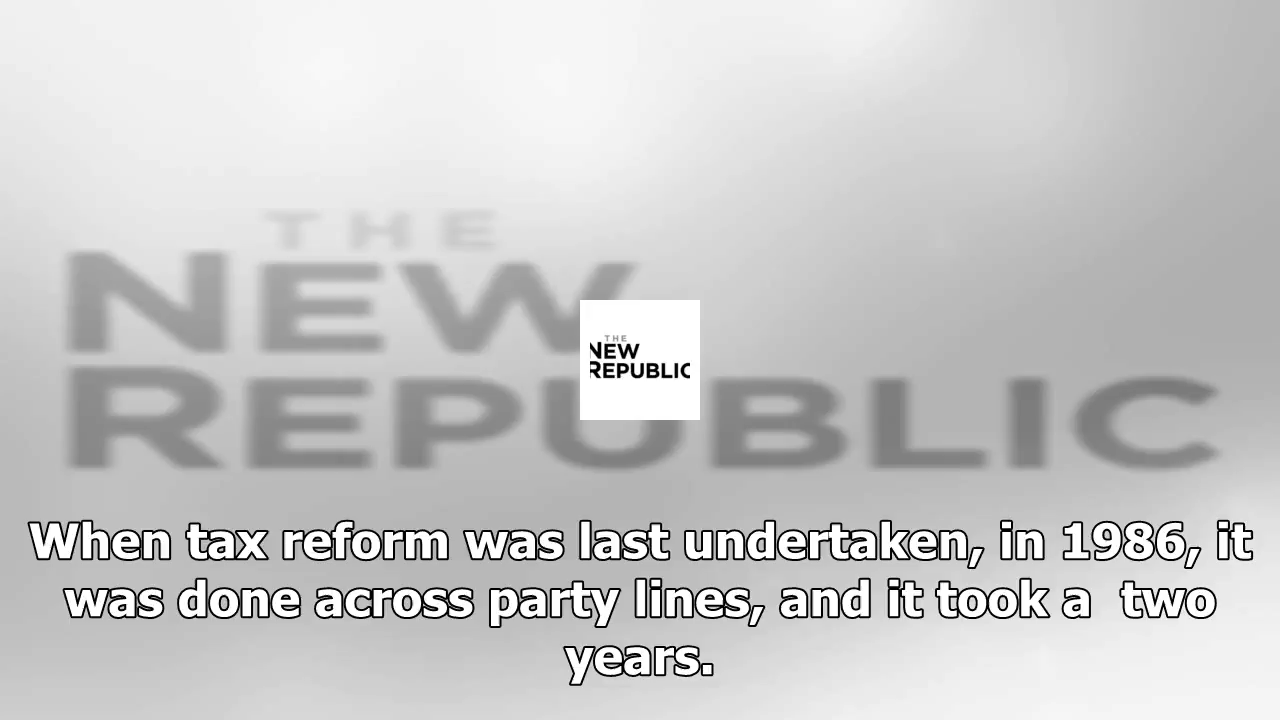 THE
NEW
REPUBLIC
THE
NEW
REPUBLIC
When tax reform was last undertaken, in 1986, it
was done across party lines, and it took a  two
years.